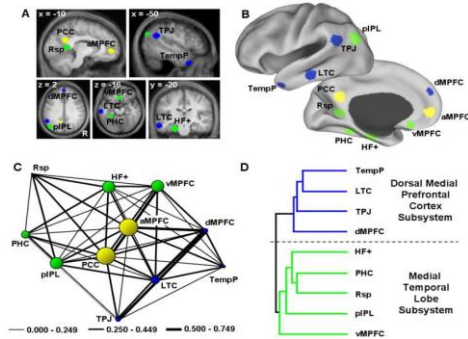 A
x = -10
x = -50
PCC
Rsp
aMPFC
TPJ
TempP
z = 2
z = -16
y = -20
dMPFC
vMPFC
LTC
PHC
pIPL
R
LTC
HF+
B
pIPL
TPJ
LTC
TempP
dMPFC
PCC
Rsp
aMPFC
vMPFC
PHC
HF+
C
Rsp
HF+
vMPFC
aMPFC
dMPFC
PHC
pIPL
PCC
LTC
TempP
TPJ
0.000 - 0.249
0.250 - 0.449
0.500 - 0.749
D
TempP
LTC
TPJ
dMPFC
Dorsal Medial
Prefrontal
Cortex
Subsystem
HF+
PHC
Rsp
pIPL
vMPFC
Medial
Temporal
Lobe
Subsystem